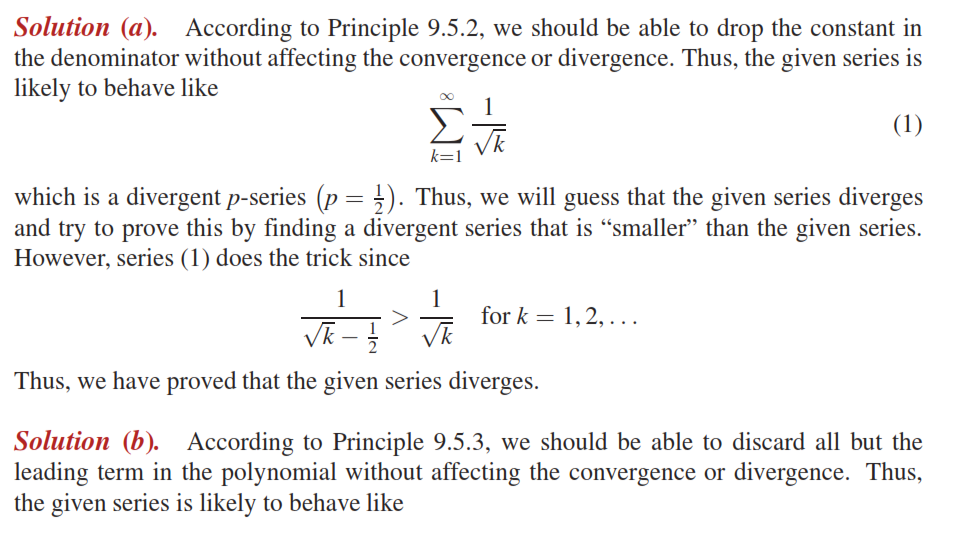 Solution (a). According to Principle 9.5.2, we should be able to drop the constant in
the denominator without affecting the convergence or divergence. Thus, the given series is
likely to behave like
∞
∑ 1/√k (1)
k=1
which is a divergent p-series (p = 1/2). Thus, we will guess that the given series diverges
and try to prove this by finding a divergent series that is “smaller” than the given series.
However, series (1) does the trick since
1/(√k − 1/2) > 1/√k for k = 1, 2, . . .
Thus, we have proved that the given series diverges.
Solution (b). According to Principle 9.5.3, we should be able to discard all but the
leading term in the polynomial without affecting the convergence or divergence. Thus,
the given series is likely to behave like